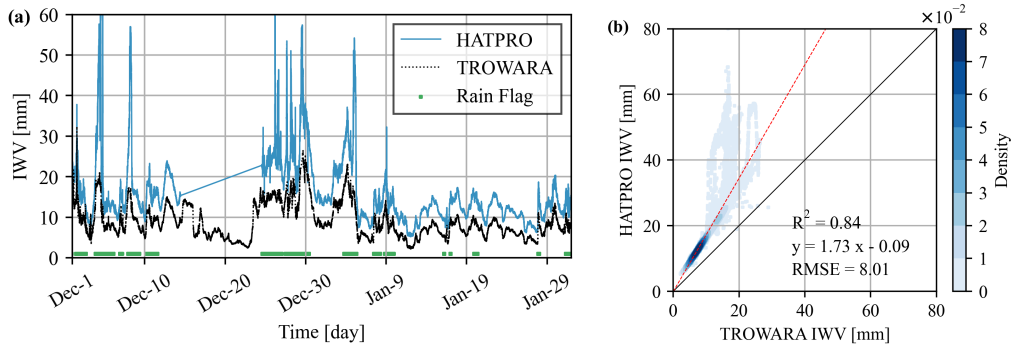 (a)
60
50
40
30
20
10
0
IWV [mm]
HATPRO
TROWARA
Rain Flag
Dec-1
Dec-10
Dec-20
Dec-30
Jan-9
Jan-19
Jan-29
Time [day]
(b)
80
60
40
20
0
HATPRO IWV [mm]
R² = 0.84
y = 1.73 x - 0.09
RMSE = 8.01
0
20
40
60
80
TROWARA IWV [mm]
×10⁻²
8
7
6
5
4
3
2
1
0
Density